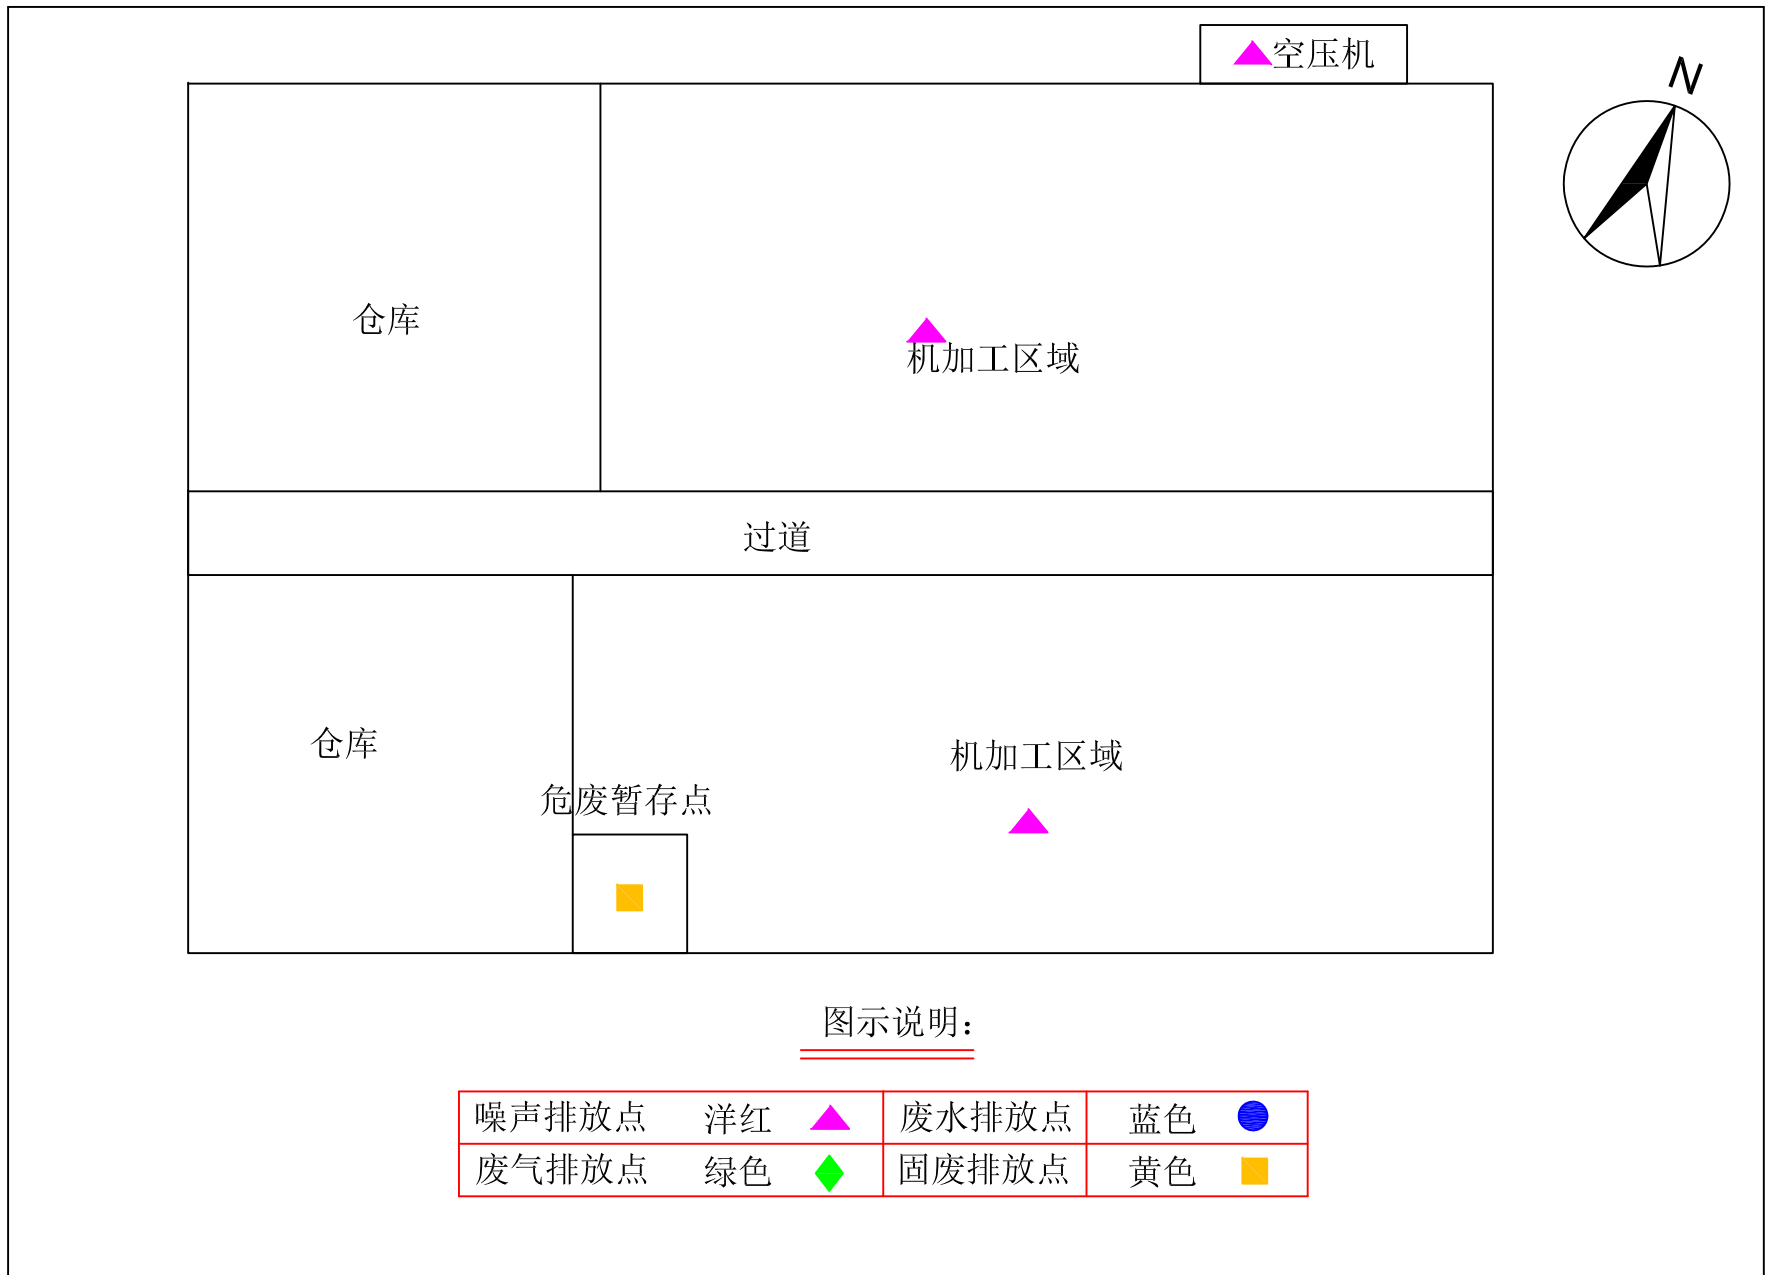 空压机
N
仓库
机加工区域
过道
仓库
机加工区域
危废暂存点
图示说明：
噪声排放点 洋红 废水排放点 蓝色
废气排放点 绿色 固废排放点 黄色